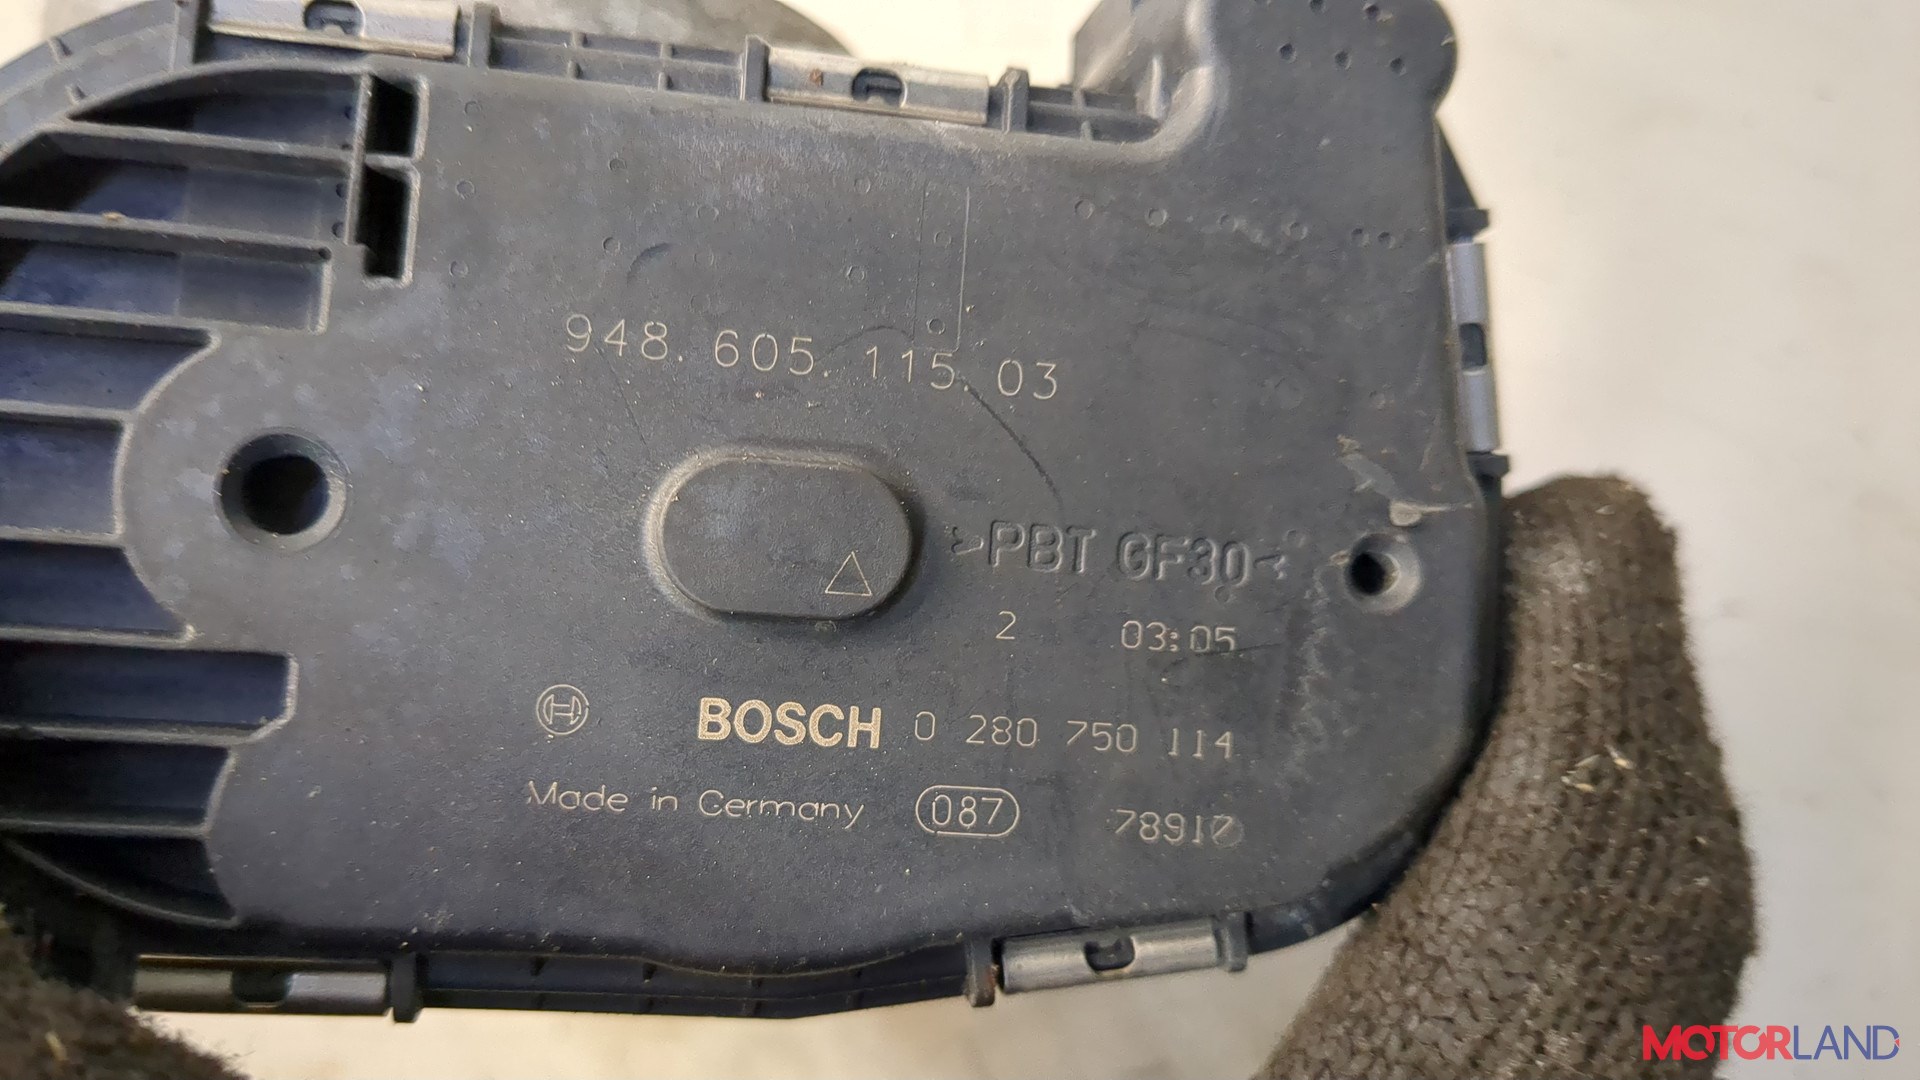 948. 605. 115. 03
>PBT GF30<
2 03:05
BOSCH 0 280 750 114
Made in Germany 087 78917
MOTORLAND